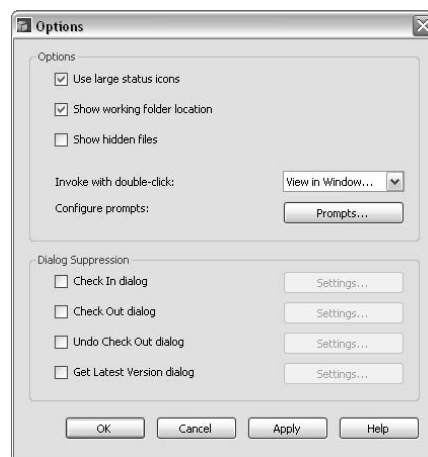 Options
Options
Use large status icons
Show working folder location
Show hidden files
Invoke with double-click: View in Window...
Configure prompts: Prompts...
Dialog Suppression
Check In dialog Settings...
Check Out dialog Settings...
Undo Check Out dialog Settings...
Get Latest Version dialog Settings...
OK Cancel Apply Help